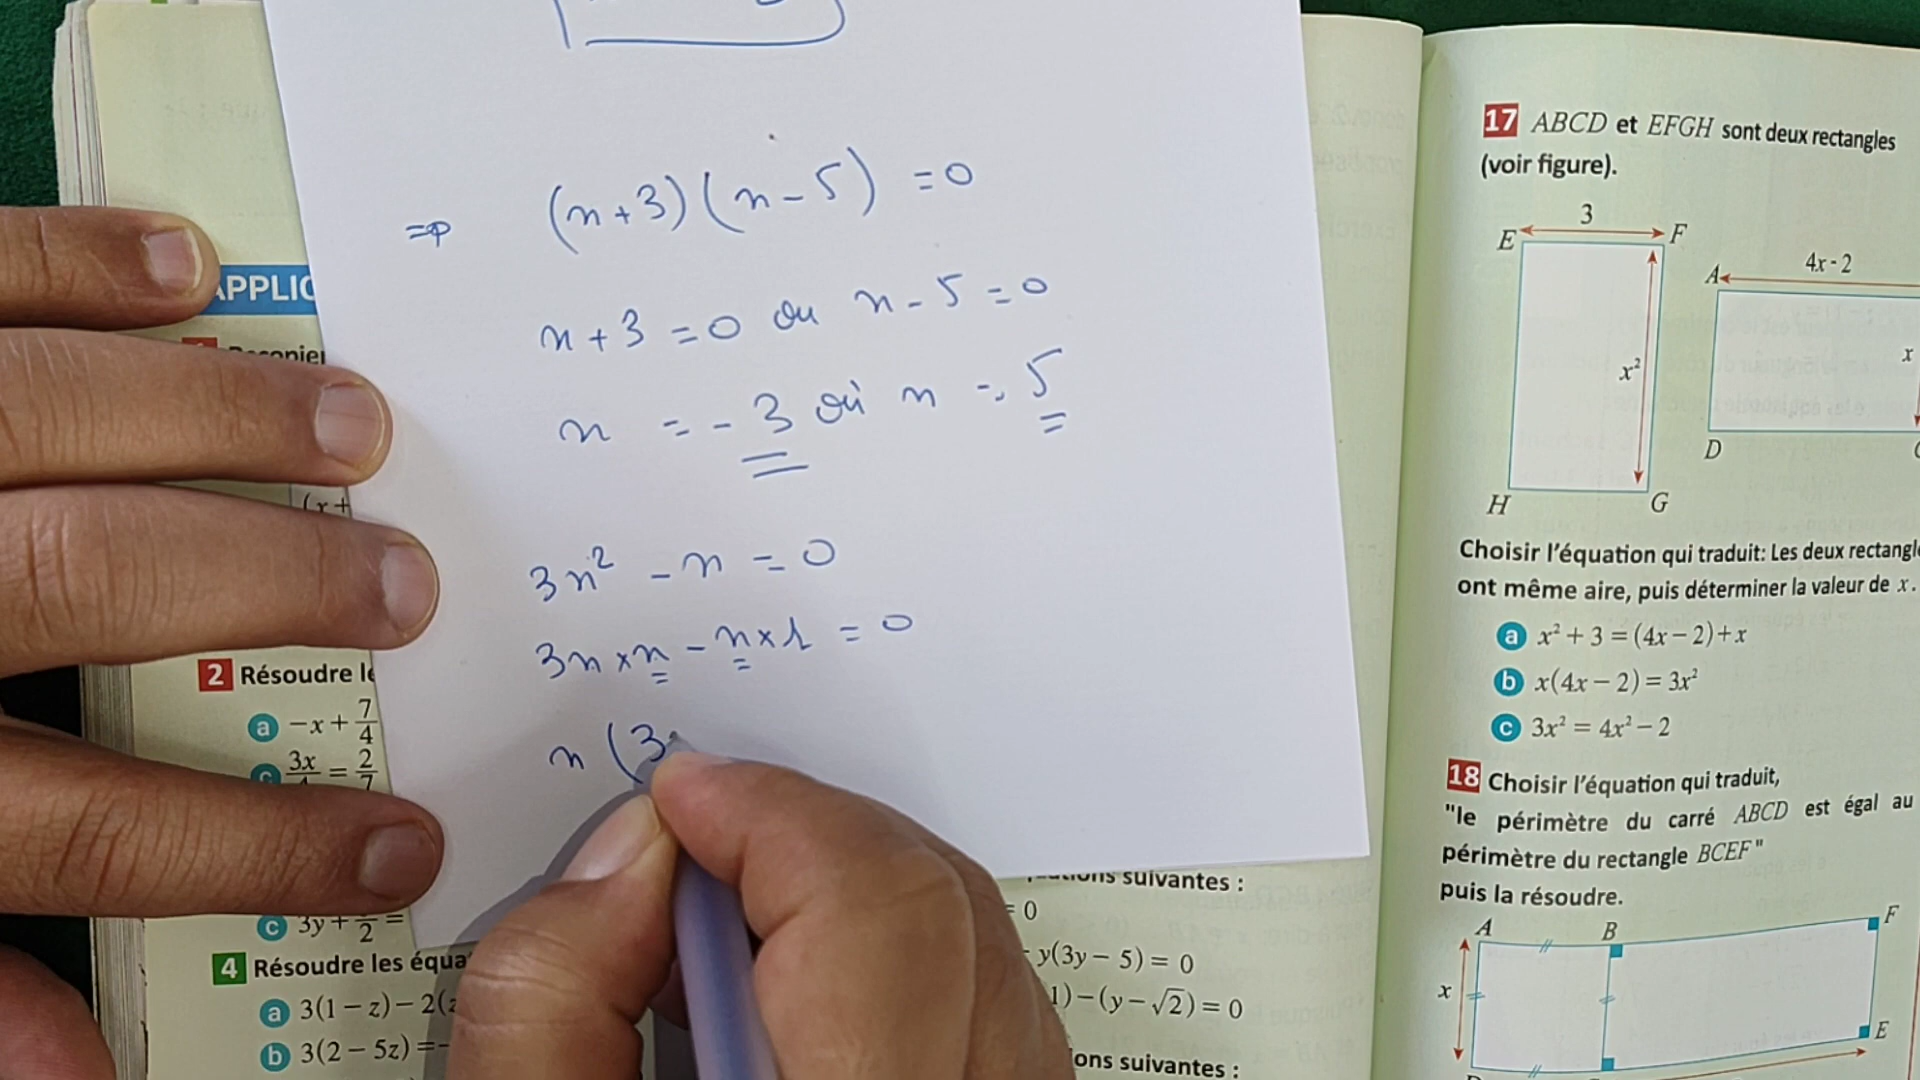 ⇒ (x+3)(x-5) =0
x+3 =0 ou x-5 =0
x = -3 ou x = 5
3x² - x = 0
3x × x - x × 1 = 0
x (3
APPLIC
2 Résoudre le
a -x + 7/4
c 3x/4 = 2/7
c 3y + /2 =
4 Résoudre les équa
a 3(1 - z) - 2(z
b 3(2 - 5z) = -
suivantes :
= 0
y(3y - 5) = 0
1) - (y - √2) = 0
ions suivantes :
17 ABCD et EFGH sont deux rectangles
(voir figure).
3
E F
A 4x - 2
x²
x
D
H G
Choisir l'équation qui traduit: Les deux rectangle
ont même aire, puis déterminer la valeur de x.
a x² + 3 = (4x - 2) + x
b x(4x - 2) = 3x²
c 3x² = 4x² - 2
18 Choisir l'équation qui traduit,
"le périmètre du carré ABCD est égal au
périmètre du rectangle BCEF"
puis la résoudre.
A B F
x
E